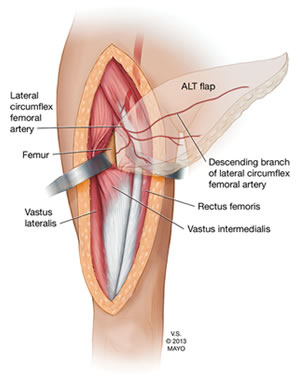 ALT flap
Lateral
circumflex
femoral
artery
Femur
Descending branch
of lateral circumflex
femoral artery
Rectus femoris
Vastus
lateralis
Vastus intermedialis
V.S.
© 2013
MAYO